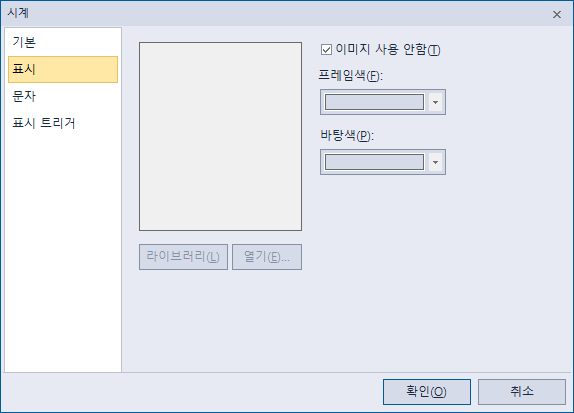 시계
기본
표시
문자
표시 트리거
이미지 사용 안함(T)
프레임색(F):
바탕색(P):
라이브러리(L)
열기(E)...
확인(O)
취소